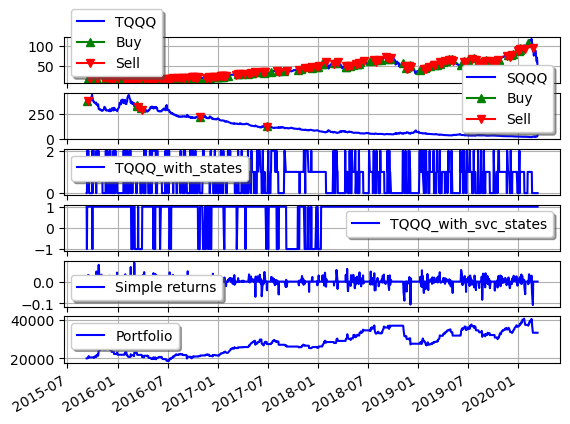 TQQQ
Buy
Sell
100
50
SQQQ
Buy
Sell
250
0
TQQQ_with_states
2
0
TQQQ_with_svc_states
1
−1
Simple returns
0.0
−0.1
Portfolio
40000
20000
2015-07 2016-01 2016-07 2017-01 2017-07 2018-01 2018-07 2019-01 2019-07 2020-01